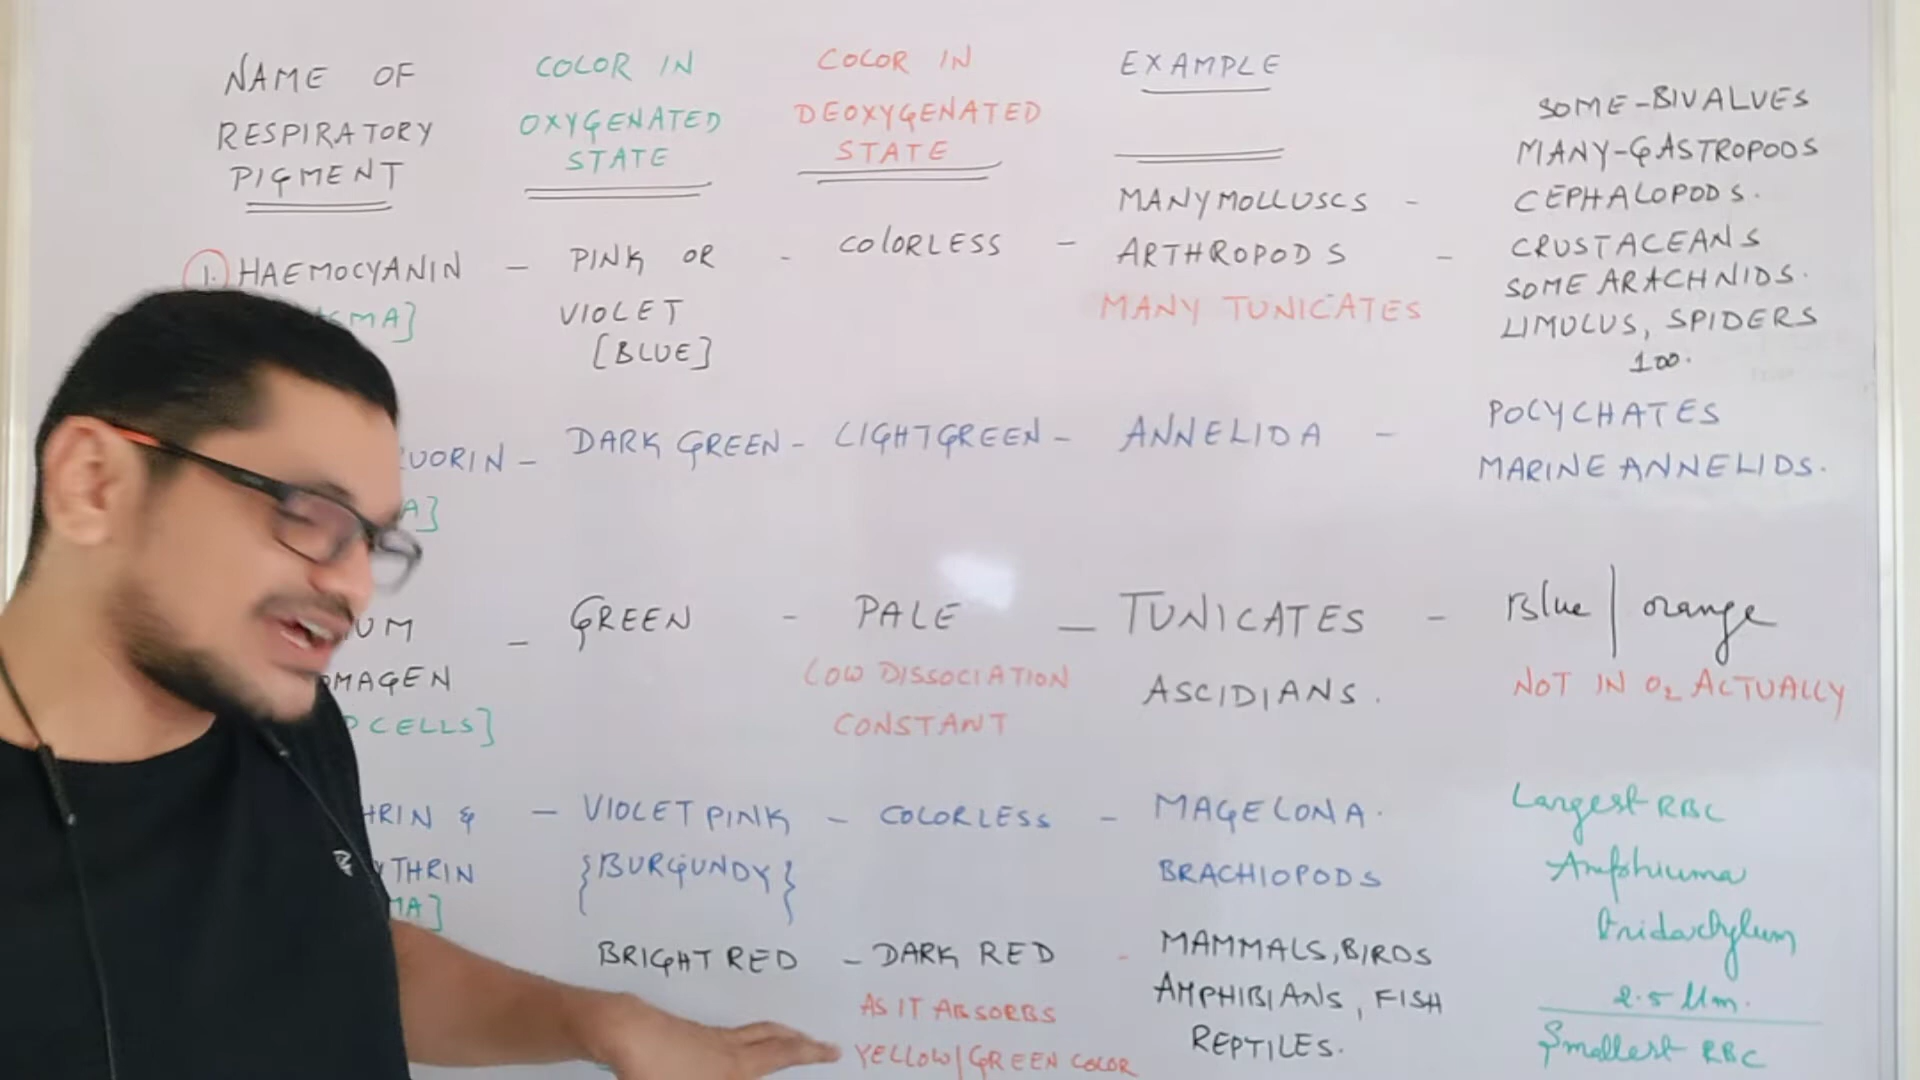 NAME OF
RESPIRATORY
PIGMENT
COLOR IN
OXYGENATED
STATE
COLOR IN
DEOXYGENATED
STATE
EXAMPLE
1. HAEMOCYANIN - PINK OR - COLORLESS -
VIOLET
[BLUE]
MANY MOLLUSCS -
ARTHROPODS -
MANY TUNICATES
SOME-BIVALVES
MANY-GASTROPODS
CEPHALOPODS.
CRUSTACEANS
SOME ARACHNIDS.
LIMULUS, SPIDERS
100.
MA]
UORIN - DARK GREEN - LIGHTGREEN - ANNELIDA -
A]
POLYCHATES
MARINE ANNELIDS.
UM - GREEN - PALE - TUNICATES - Blue | orange
OMAGEN
CELLS]
LOW DISSOCIATION
CONSTANT
ASCIDIANS.
NOT IN O2 ACTUALLY
HRIN & - VIOLET PINK - COLORLESS - MAGELONA.
YTHRIN {BURGUNDY} BRACHIOPODS
MA]
BRIGHT RED - DARK RED - MAMMALS, BIRDS
AS IT ABSORBS
YELLOW/GREEN COLOR
AMPHIBIANS, FISH
REPTILES.
Largest RBC
Amphiuma
tridachylum
2.5 Um.
Smallest RBC